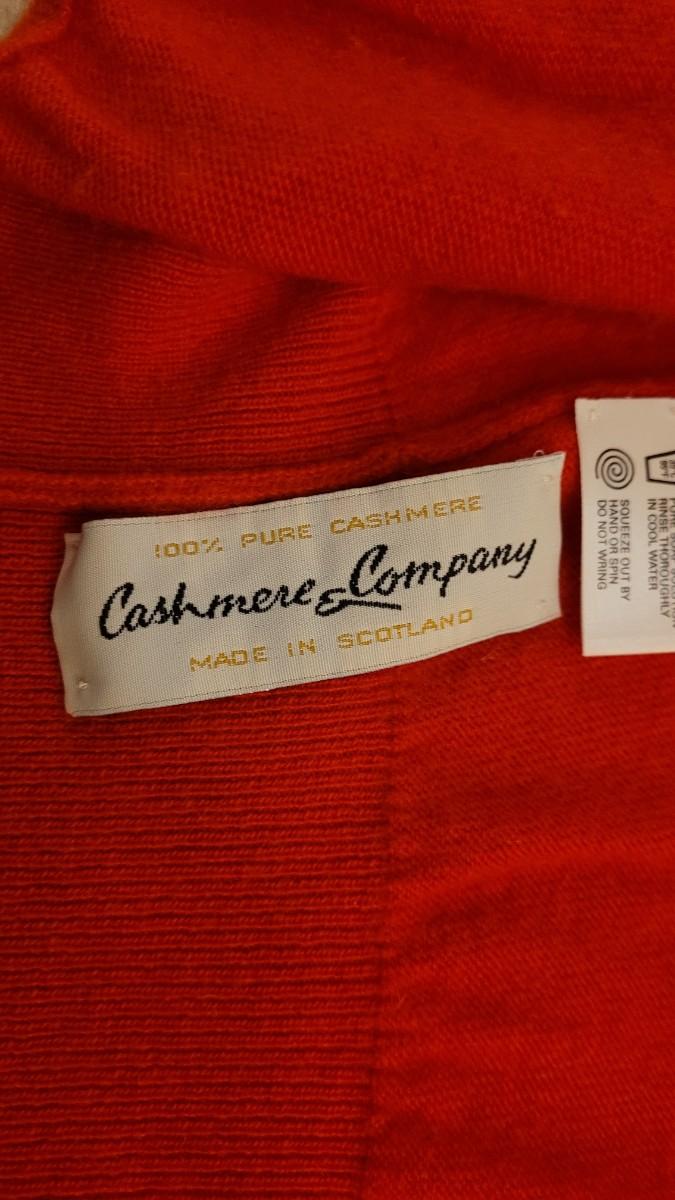 100% PURE CASHMERE
Cashmere & Company
MADE IN SCOTLAND
RINSE THOROUGHLY
IN COOL WATER
SQUEEZE OUT BY
HAND OR SPIN
DO NOT WRING